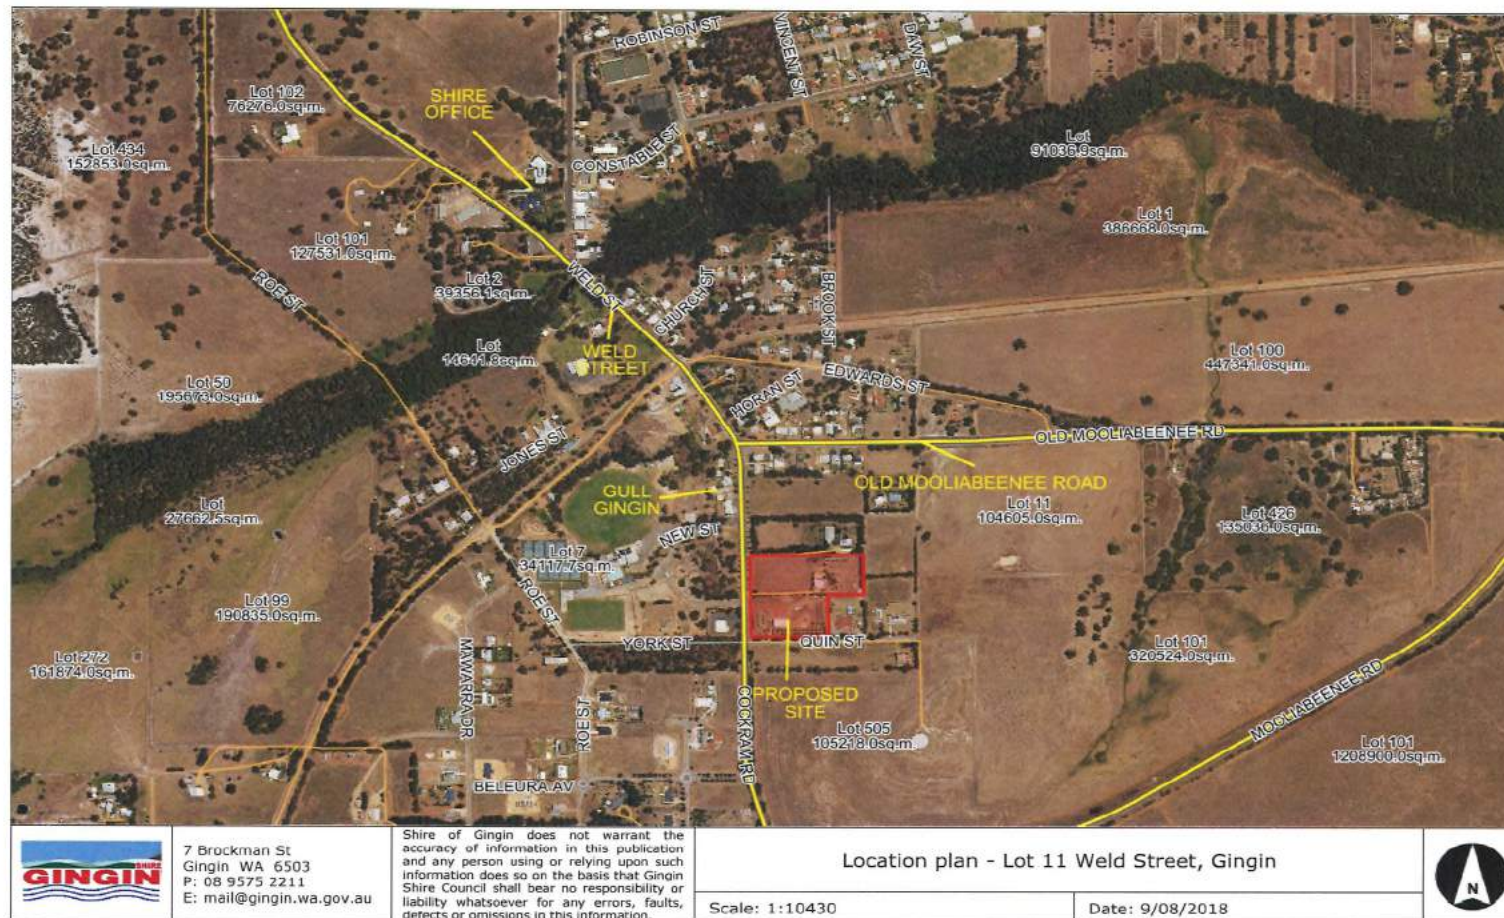 ROBINSON ST
VINCENT ST
DAW ST
Lot 102
76276.0sq.m.
SHIRE
OFFICE
Lot 434
152853.0sq.m.
CONSTABLE ST
Lot
91036.9sq.m.
Lot 1
386668.0sq.m.
Lot 101
127531.0sq.m.
ROE ST
Lot 2
39356.1sq.m.
WELD ST
CHURCH ST
BROOK ST
Lot
14641.8sq.m.
WELD
STREET
Lot 100
447341.0sq.m.
Lot 50
195673.0sq.m.
HORAN ST
EDWARDS ST
JONES ST
OLD MOOLIABEENEE RD
OLD MOOLIABEENEE ROAD
GULL
GINGIN
Lot
27662.5sq.m.
Lot 11
104605.0sq.m.
Lot 426
135036.0sq.m.
NEW ST
Lot 7
34117.7sq.m.
ROE ST
Lot 99
190835.0sq.m.
YORK ST
QUIN ST
Lot 101
320524.0sq.m.
Lot 272
161874.0sq.m.
MAWARRA DR
ROE ST
COCKRAM RD
PROPOSED
SITE
MOOLIABEENEE RD
Lot 505
105218.0sq.m.
Lot 101
1208900.0sq.m.
BELEURA AV
SHIRE
GINGIN
7 Brockman St
Gingin WA 6503
P: 08 9575 2211
E: mail@gingin.wa.gov.au
Shire of Gingin does not warrant the
accuracy of information in this publication
and any person using or relying upon such
information does so on the basis that Gingin
Shire Council shall bear no responsibility or
liability whatsoever for any errors, faults,
defects or omissions in this information.
Location plan - Lot 11 Weld Street, Gingin
Scale: 1:10430
Date: 9/08/2018
N